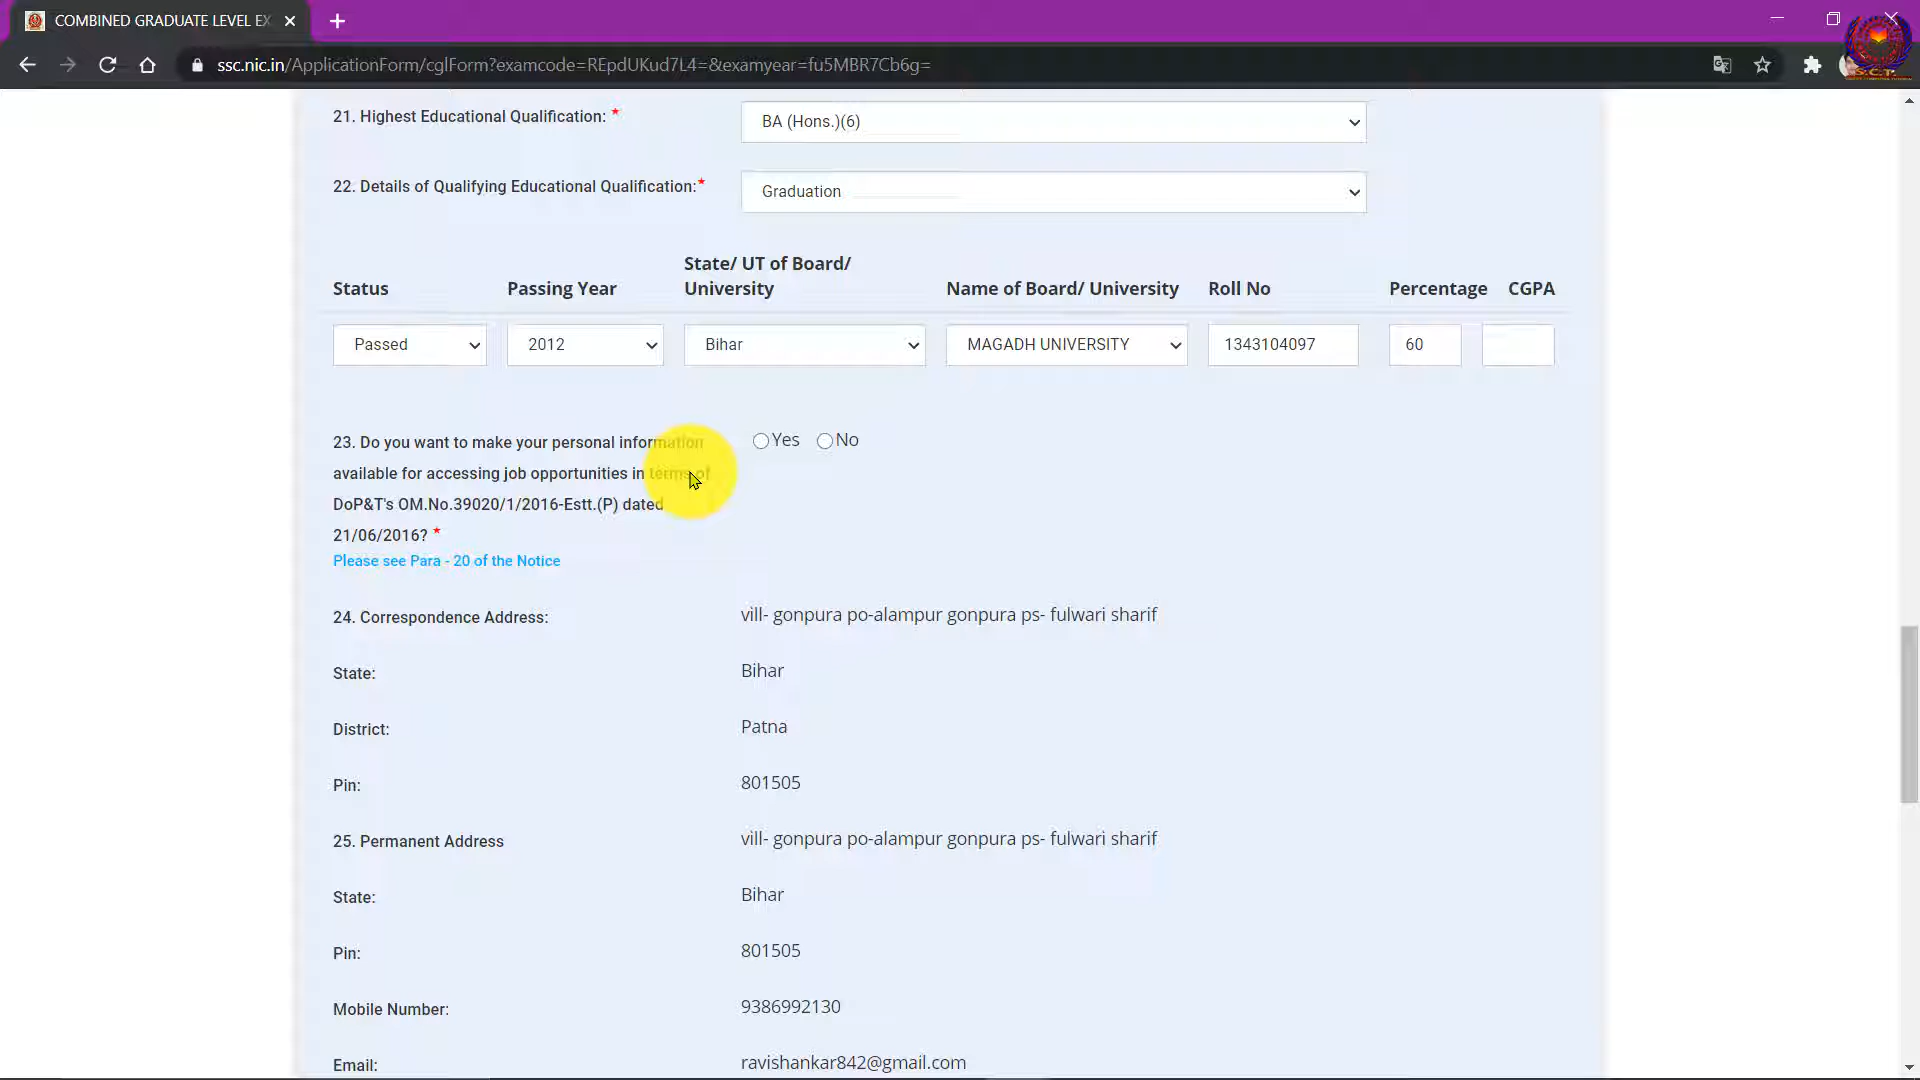 COMBINED GRADUATE LEVEL EX
ssc.nic.in/ApplicationForm/cglForm?examcode=REpdUKud7L4=&examyear=fu5MBR7Cb6g=
S.C.T.
21. Highest Educational Qualification: *
BA (Hons.)(6)
22. Details of Qualifying Educational Qualification:*
Graduation
Status Passing Year State/ UT of Board/ University Name of Board/ University Roll No Percentage CGPA
Passed 2012 Bihar MAGADH UNIVERSITY 1343104097 60
23. Do you want to make your personal information
Yes No
available for accessing job opportunities in terms of
DoP&T's OM.No.39020/1/2016-Estt.(P) dated
21/06/2016? *
Please see Para - 20 of the Notice
24. Correspondence Address: vill- gonpura po-alampur gonpura ps- fulwari sharif
State: Bihar
District: Patna
Pin: 801505
25. Permanent Address vill- gonpura po-alampur gonpura ps- fulwari sharif
State: Bihar
Pin: 801505
Mobile Number: 9386992130
Email: ravishankar842@gmail.com